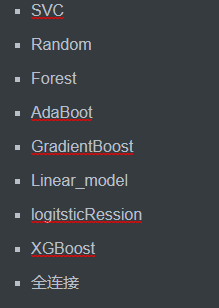 SVC
Random
Forest
AdaBoot
GradientBoost
Linear_model
logitsticRession
XGBoost
全连接